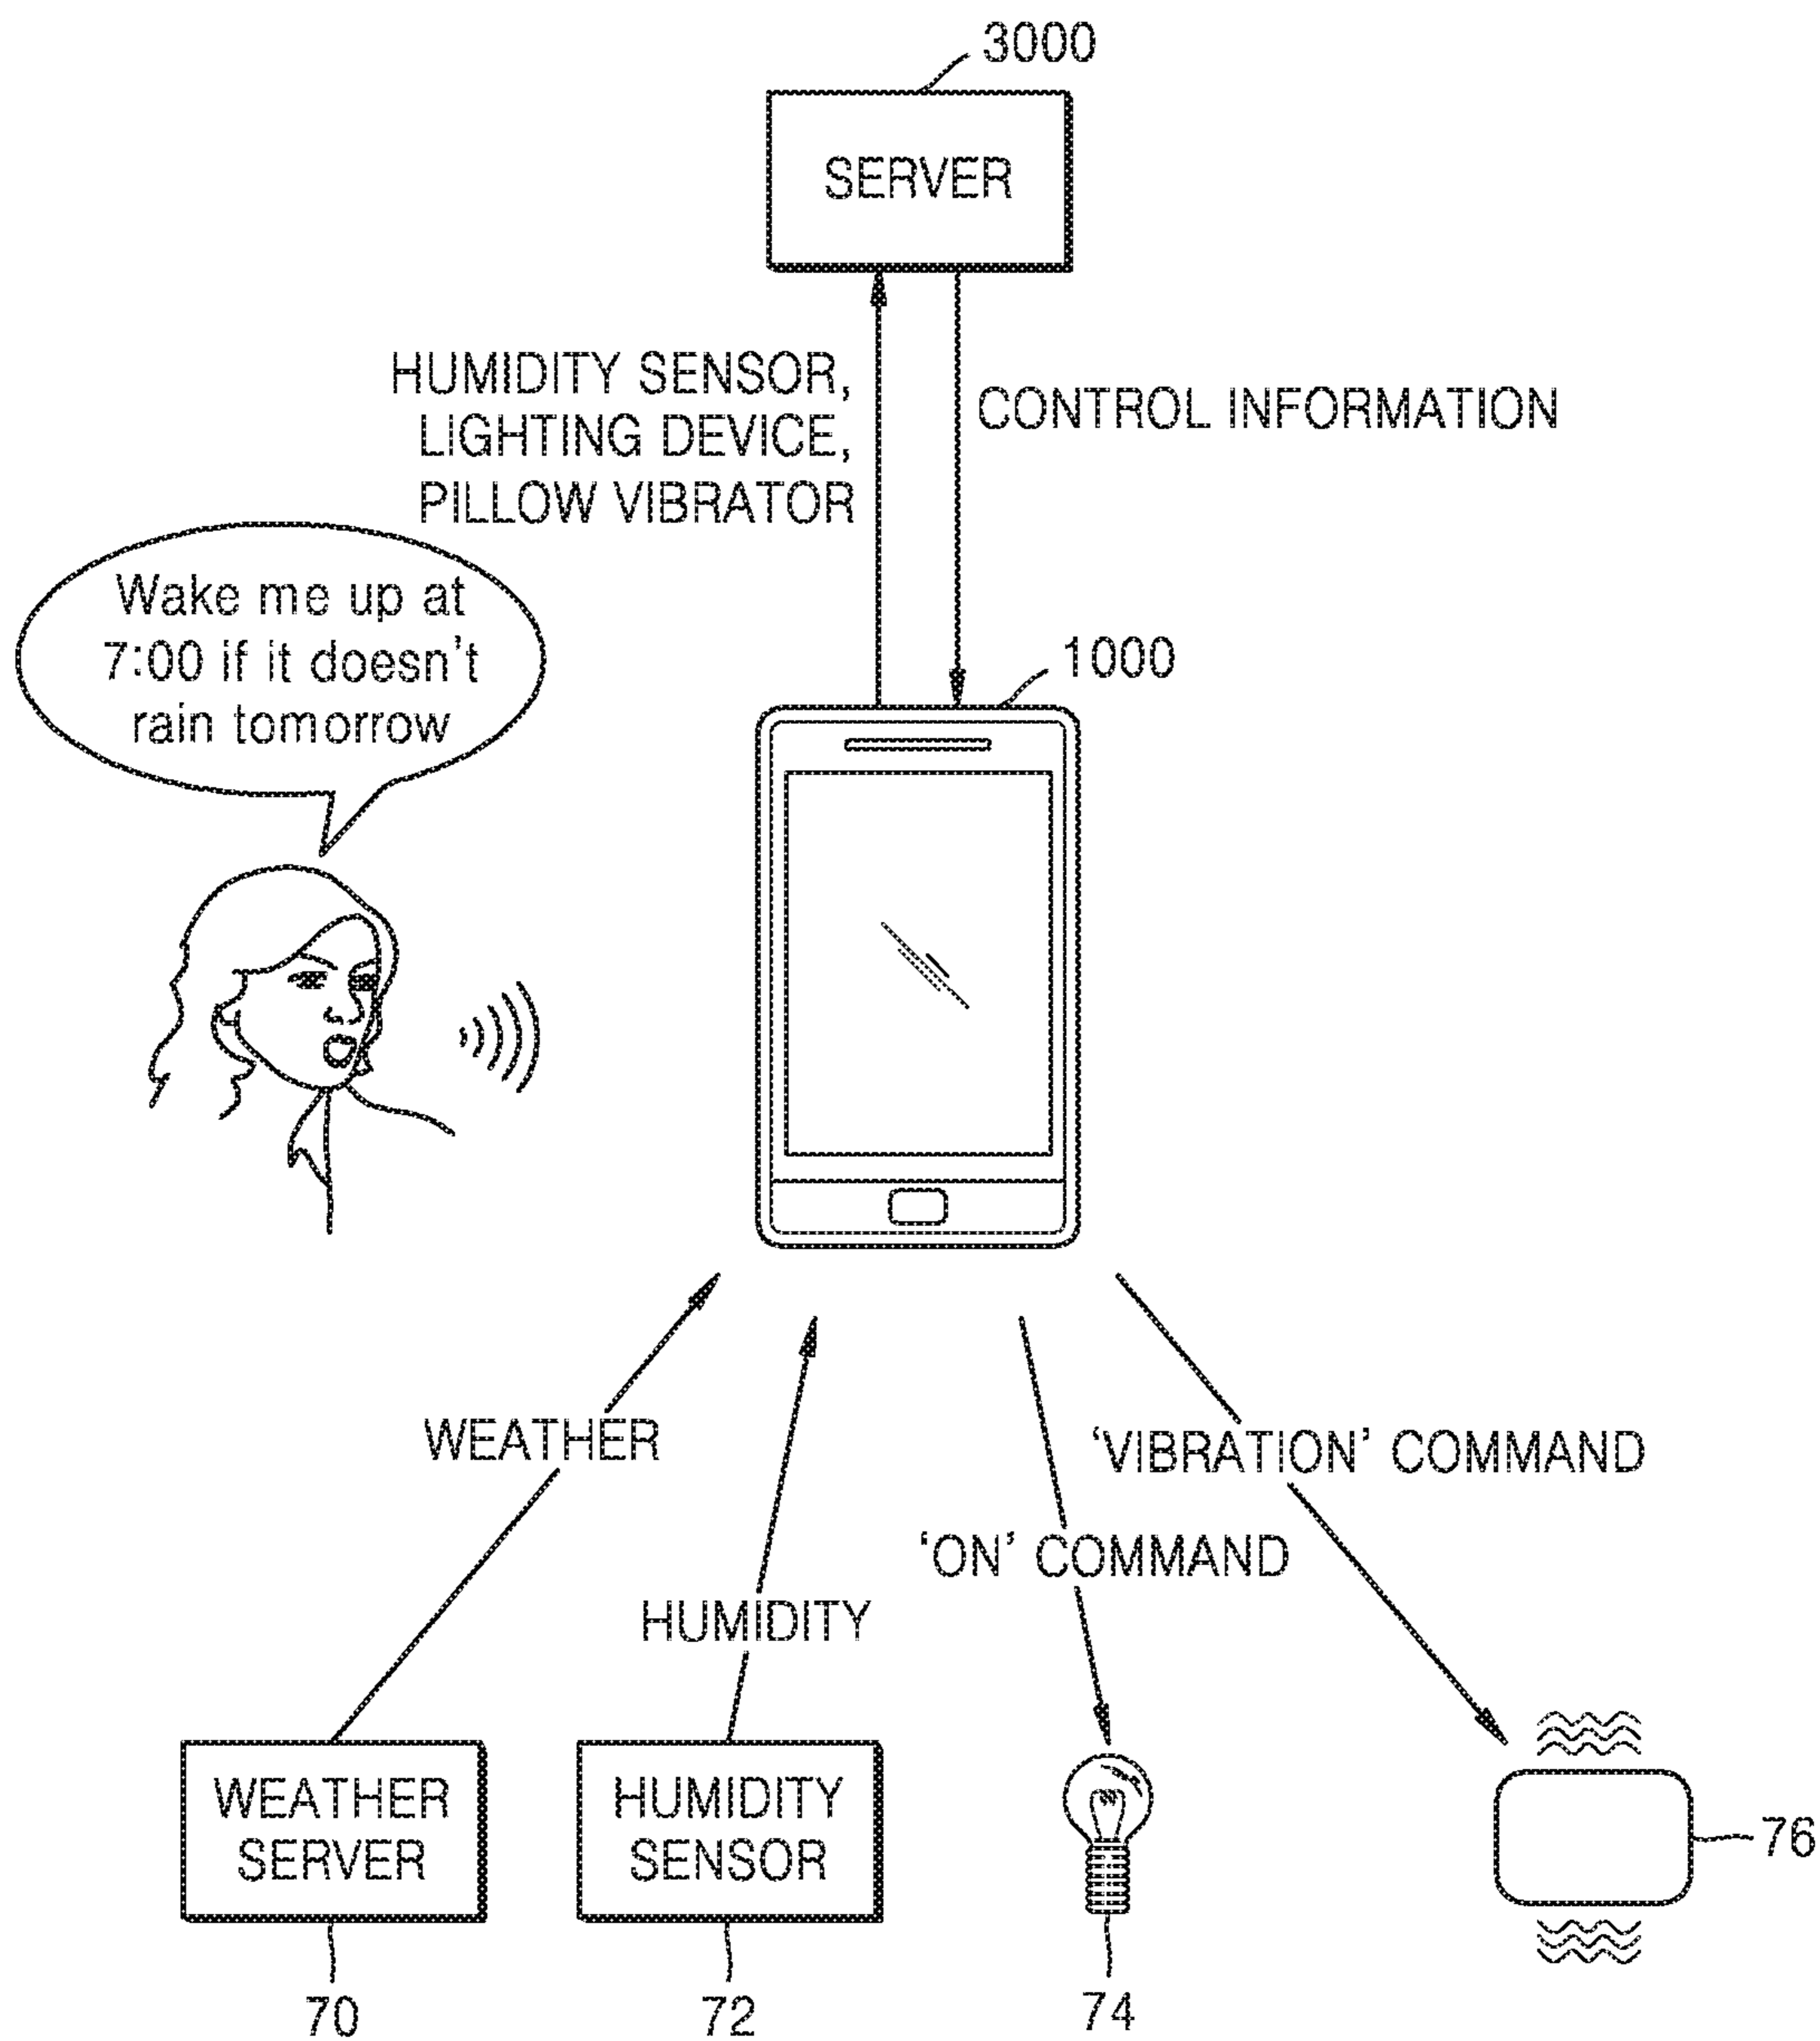 3000
SERVER
HUMIDITY SENSOR,
LIGHTING DEVICE,
PILLOW VIBRATOR
CONTROL INFORMATION
Wake me up at
7:00 if it doesn't
rain tomorrow
1000
WEATHER
'VIBRATION' COMMAND
'ON' COMMAND
HUMIDITY
WEATHER
SERVER
HUMIDITY
SENSOR
76
70
72
74